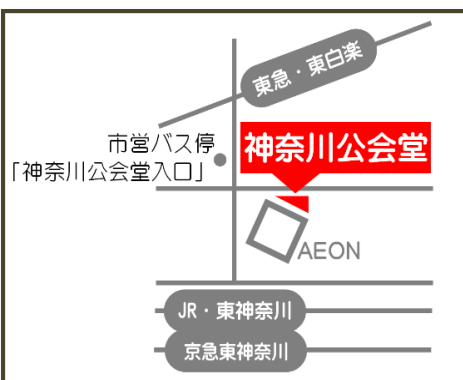 東急・東白楽
市営バス停
「神奈川公会堂入口」
神奈川公会堂
AEON
JR・東神奈川
京急東神奈川